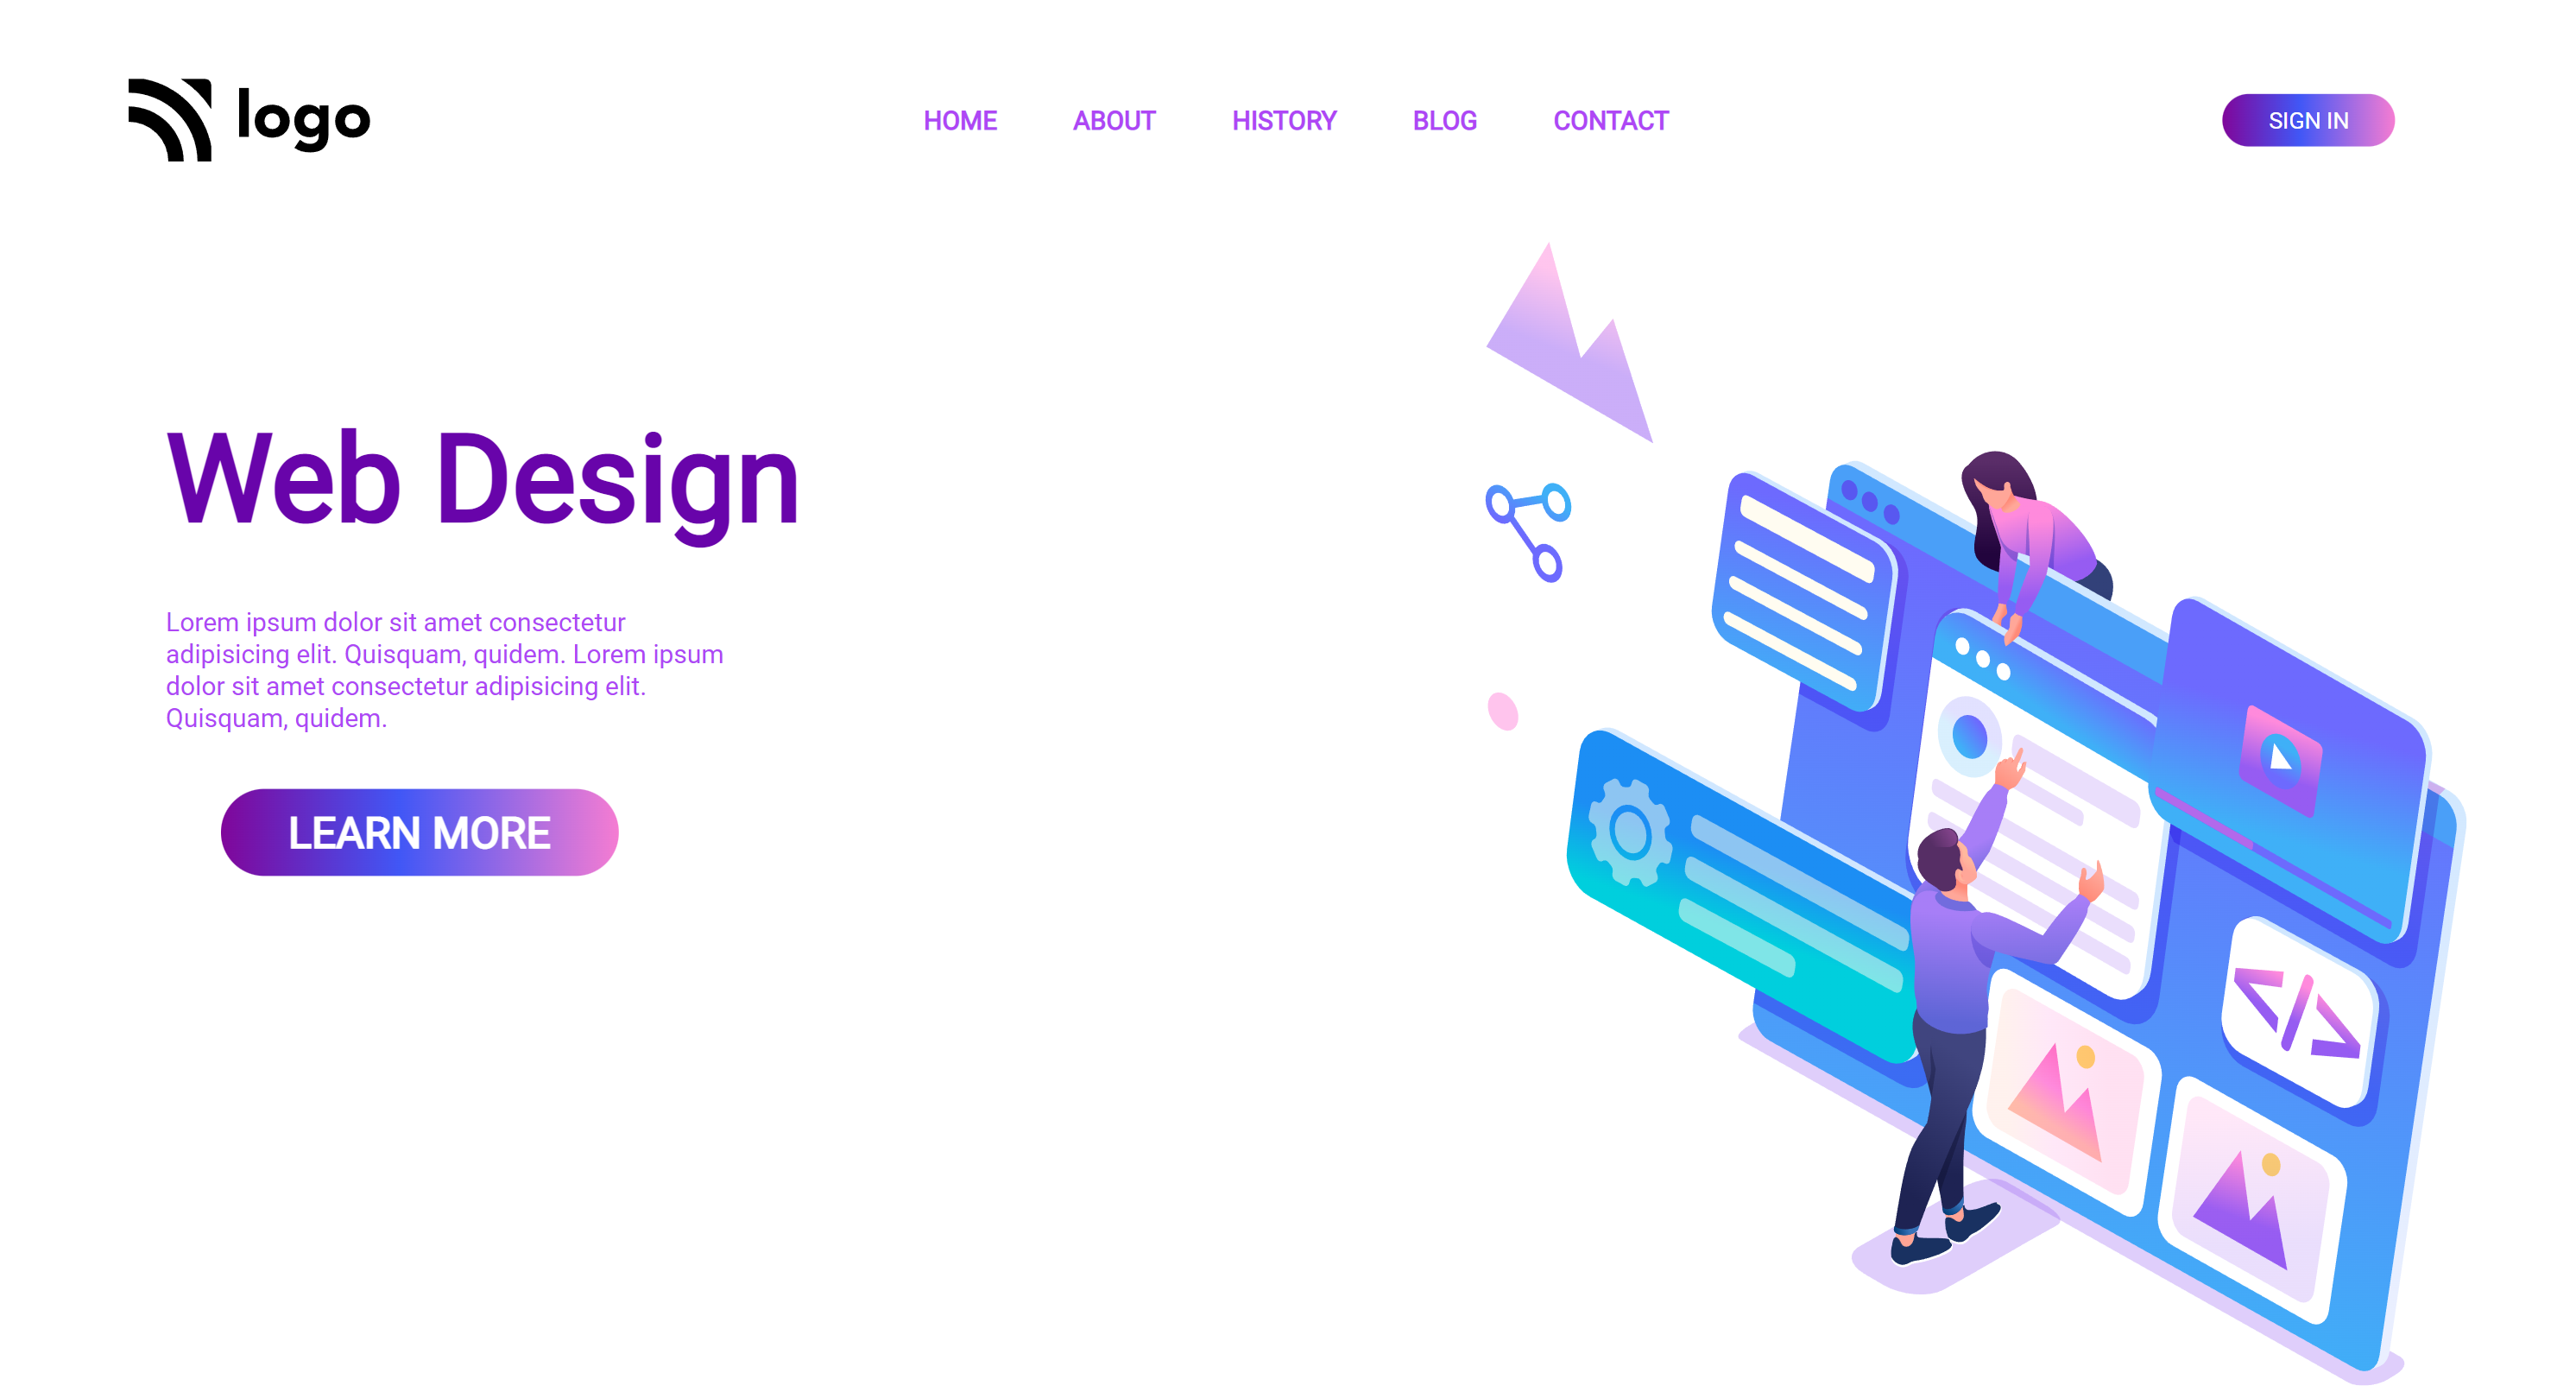 logo
HOME ABOUT HISTORY BLOG CONTACT
SIGN IN
Web Design
Lorem ipsum dolor sit amet consectetur
adipisicing elit. Quisquam, quidem. Lorem ipsum
dolor sit amet consectetur adipisicing elit.
Quisquam, quidem.
LEARN MORE
</>